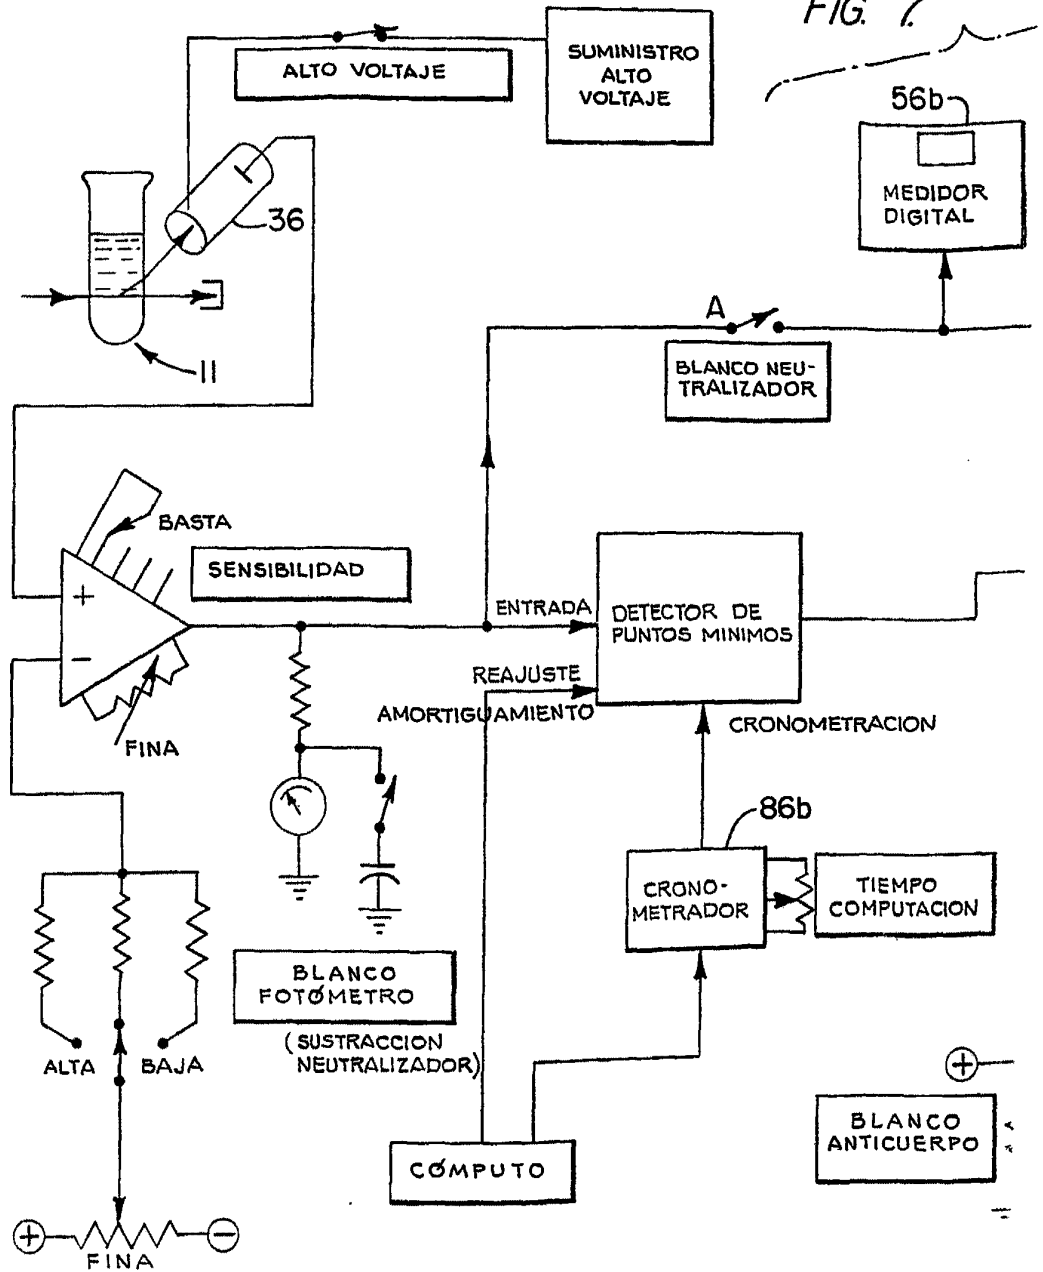 FIG. 7.
ALTO VOLTAJE
SUMINISTRO
ALTO
VOLTAJE
56b
MEDIDOR
DIGITAL
36
11
A
BLANCO NEU-
TRALIZADOR
BASTA
+
SENSIBILIDAD
ENTRADA
DETECTOR DE
PUNTOS MINIMOS
−
REAJUSTE
AMORTIGUAMIENTO
FINA
CRONOMETRACION
86b
CRONO-
METRADOR
TIEMPO
COMPUTACION
BLANCO
FOTÓMETRO
(SUSTRACCION
NEUTRALIZADOR)
ALTA
BAJA
+
BLANCO
ANTICUERPO
CÓMPUTO
+
−
FINA